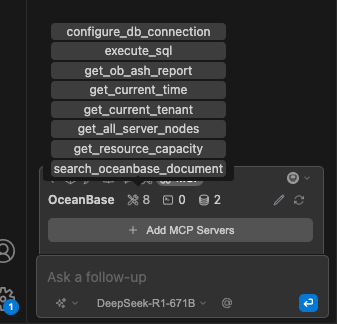 configure_db_connection
execute_sql
get_ob_ash_report
get_current_time
get_current_tenant
get_all_server_nodes
get_resource_capacity
search_oceanbase_document
OceanBase 8 0 2
+ Add MCP Servers
Ask a follow-up
DeepSeek-R1-671B @
1